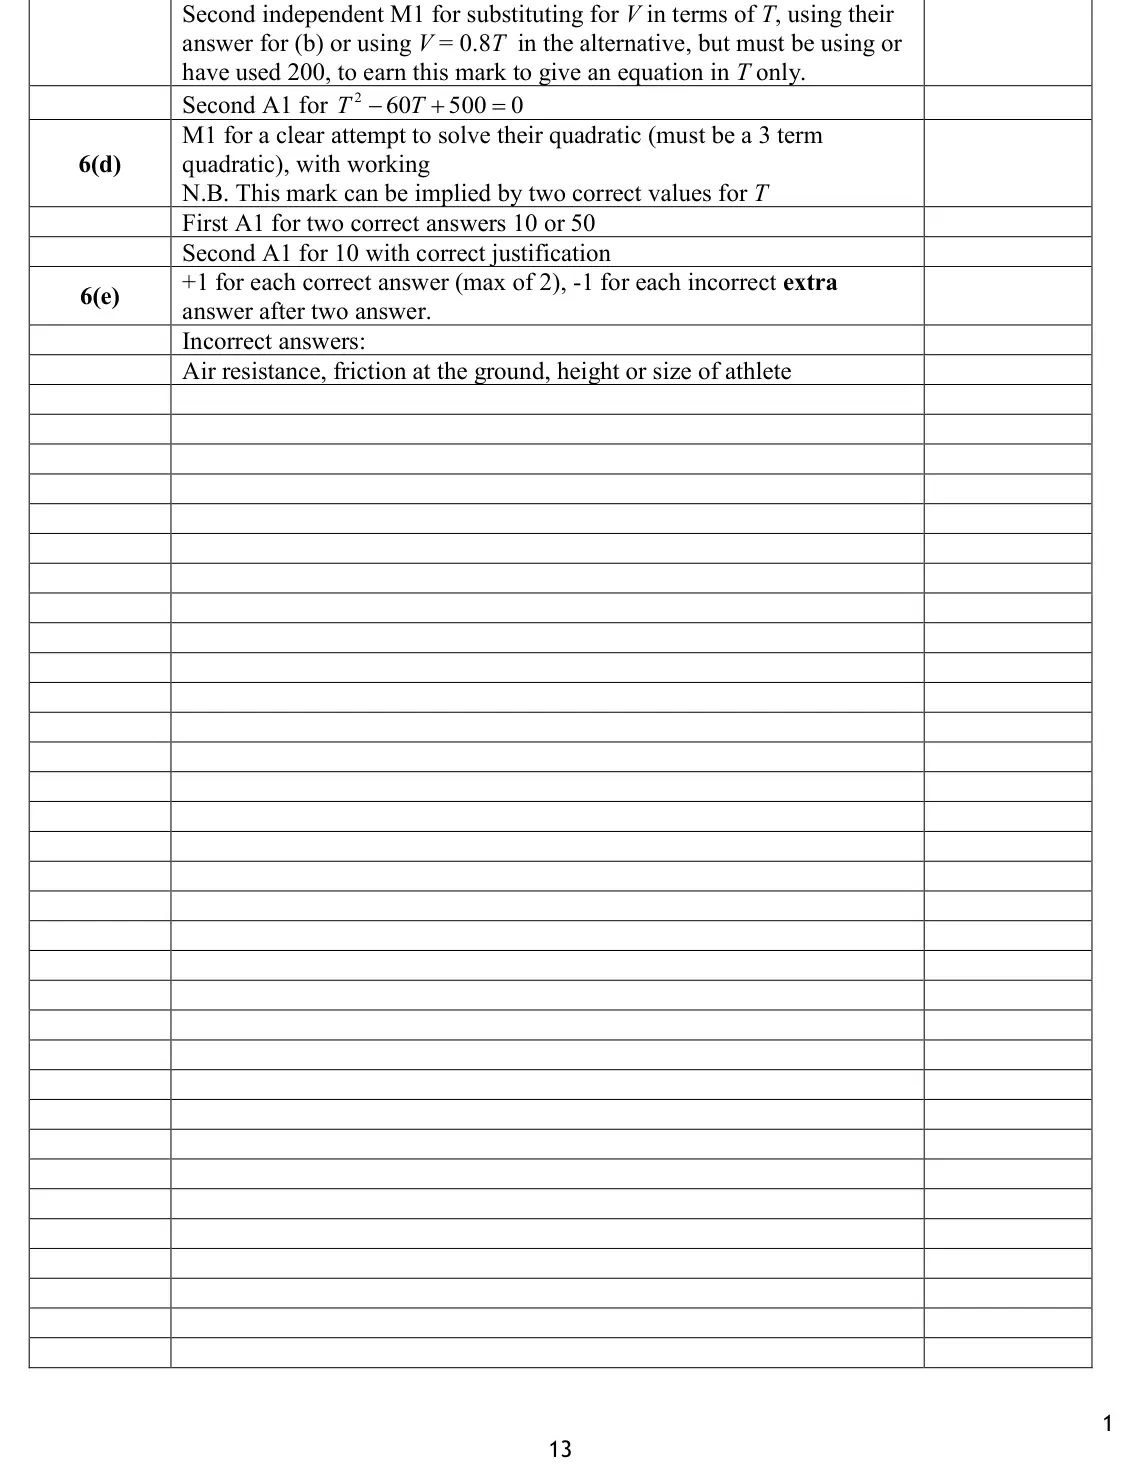 Second independent M1 for substituting for V in terms of T, using their
answer for (b) or using V = 0.8T in the alternative, but must be using or
have used 200, to earn this mark to give an equation in T only.
Second A1 for T² – 60T + 500 = 0
6(d)
M1 for a clear attempt to solve their quadratic (must be a 3 term
quadratic), with working
N.B. This mark can be implied by two correct values for T
First A1 for two correct answers 10 or 50
Second A1 for 10 with correct justification
6(e)
+1 for each correct answer (max of 2), -1 for each incorrect extra
answer after two answer.
Incorrect answers:
Air resistance, friction at the ground, height or size of athlete
1
13